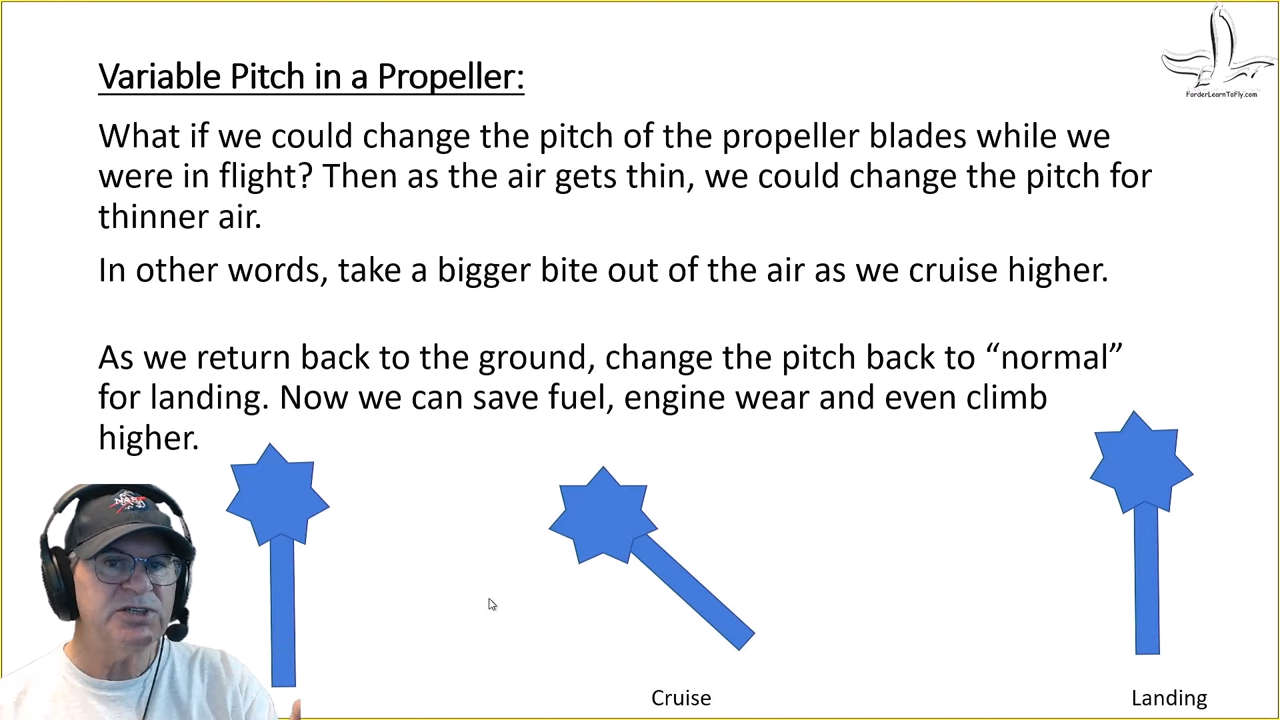 ForderLearnToFly.com
Variable Pitch in a Propeller:
What if we could change the pitch of the propeller blades while we
were in flight? Then as the air gets thin, we could change the pitch for
thinner air.
In other words, take a bigger bite out of the air as we cruise higher.
As we return back to the ground, change the pitch back to “normal”
for landing. Now we can save fuel, engine wear and even climb
higher.
NASA
Cruise
Landing